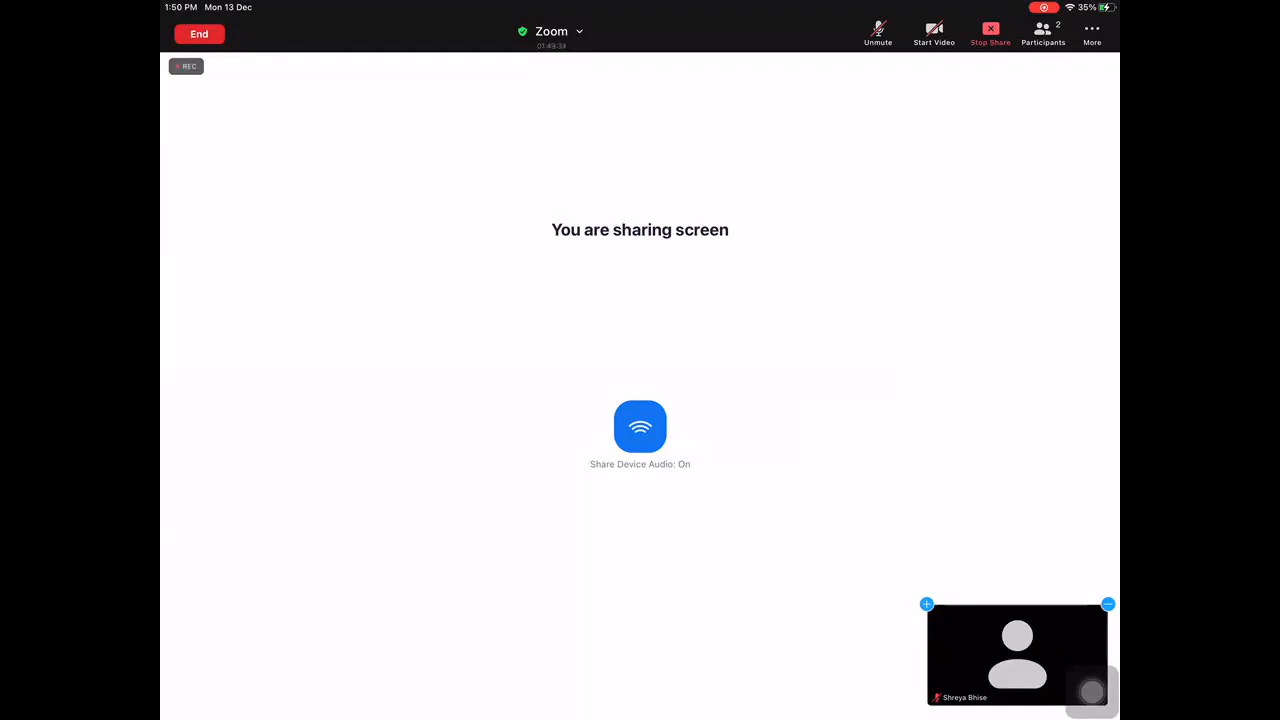 1:50 PM Mon 13 Dec
35%
End
Zoom
Unmute
Start Video
Stop Share
Participants
2
More
REC
You are sharing screen
Share Device Audio: On
Shreya Bhise